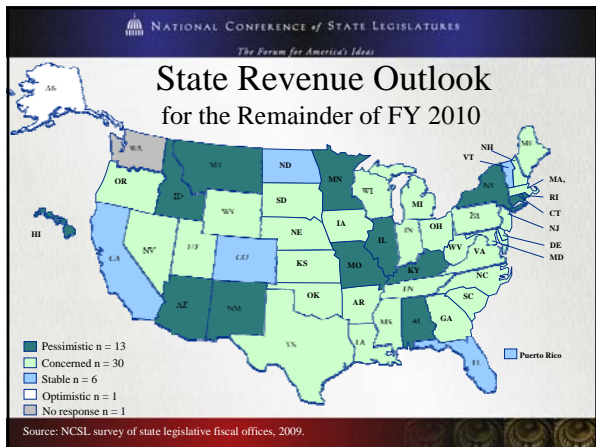 NATIONAL CONFERENCE of STATE LEGISLATURES
The Forum for America's Ideas
State Revenue Outlook
for the Remainder of FY 2010
AK
WA
MT
ND
MN
NH
VT
ME
OR
ID
SD
WI
NY
MA,
WY
MI
RI
IA
PA
CT
HI
NE
OH
NJ
NV
UT
IL
IN
DE
CA
CO
WV
VA
MD
KS
MO
KY
NC
TN
OK
AR
SC
AZ
NM
MS
AL
GA
TX
LA
FL
Puerto Rico
Pessimistic n = 13
Concerned n = 30
Stable n = 6
Optimistic n = 1
No response n = 1
Source: NCSL survey of state legislative fiscal offices, 2009.